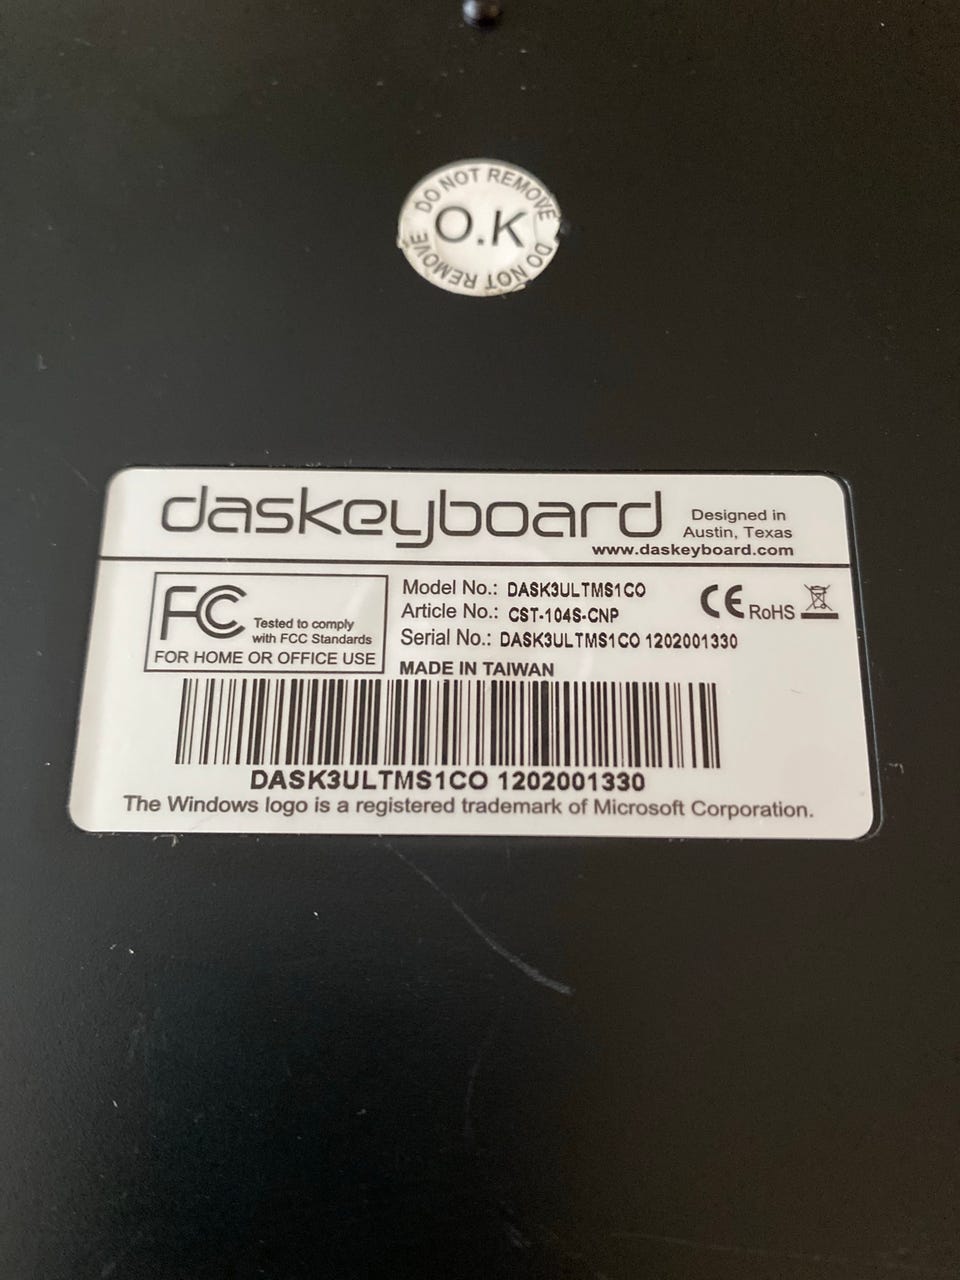 DO NOT REMOVE DO NOT REMOVE
O.K
daskeyboard
Designed in
Austin, Texas
www.daskeyboard.com
FC
Tested to comply
with FCC Standards
FOR HOME OR OFFICE USE
Model No.: DASK3ULTMS1CO
Article No.: CST-104S-CNP
Serial No.: DASK3ULTMS1CO 1202001330
MADE IN TAIWAN
CE RoHS
DASK3ULTMS1CO 1202001330
The Windows logo is a registered trademark of Microsoft Corporation.